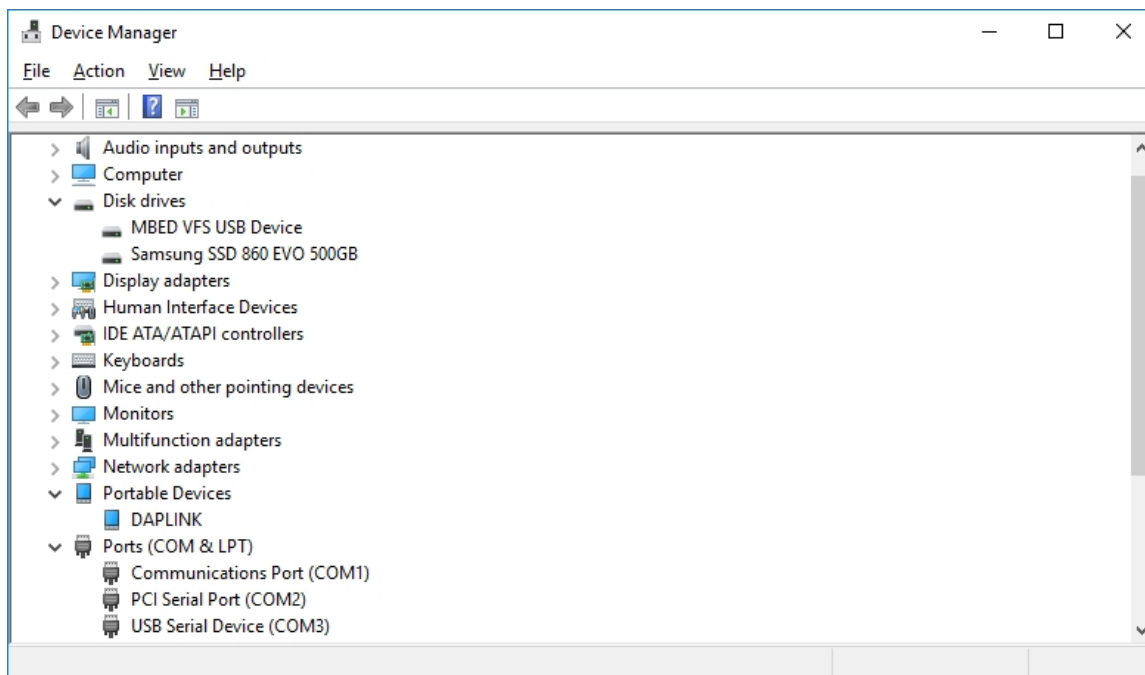 Device Manager
File Action View Help
Audio inputs and outputs
Computer
Disk drives
MBED VFS USB Device
Samsung SSD 860 EVO 500GB
Display adapters
Human Interface Devices
IDE ATA/ATAPI controllers
Keyboards
Mice and other pointing devices
Monitors
Multifunction adapters
Network adapters
Portable Devices
DAPLINK
Ports (COM & LPT)
Communications Port (COM1)
PCI Serial Port (COM2)
USB Serial Device (COM3)